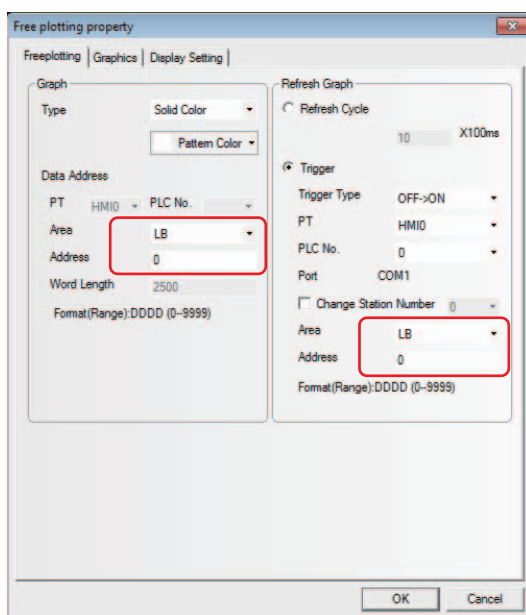 Free plotting property
Freeplotting Graphics Display Setting
Graph
Type Solid Color
Pattern Color
Data Address
PT HMI0 PLC No.
Area LB
Address 0
Word Length 2500
Format(Range):DDDD (0~9999)
Refresh Graph
Refresh Cycle
10 X100ms
Trigger
Trigger Type OFF->ON
PT HMI0
PLC No. 0
Port COM1
Change Station Number 0
Area LB
Address 0
Format(Range):DDDD (0~9999)
OK Cancel